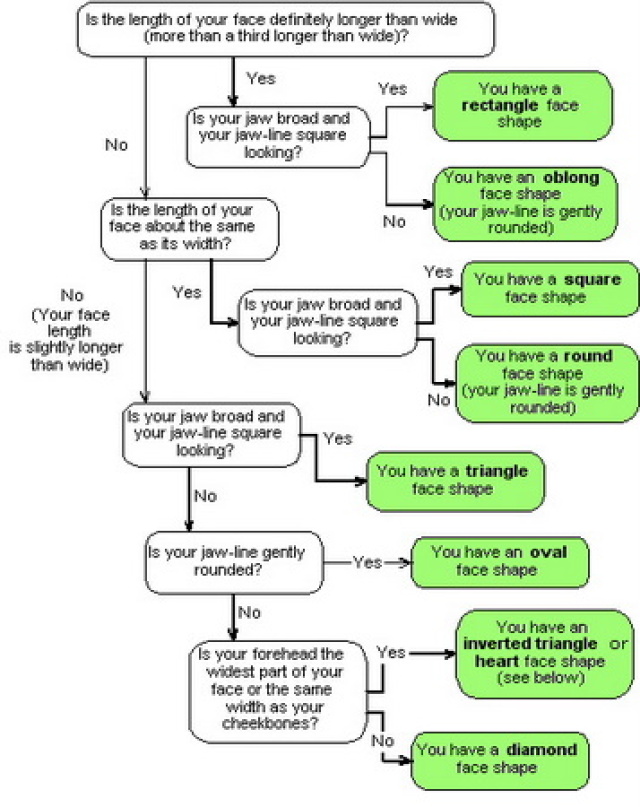 Is the length of your face definitely longer than wide
(more than a third longer than wide)?
Yes
No
Is your jaw broad and
your jaw-line square
looking?
Yes
You have a
rectangle face
shape
No
You have an oblong
face shape
(your jaw-line is gently
rounded)
Is the length of your
face about the same
as its width?
Yes
No
(Your face
length
is slightly longer
than wide)
Is your jaw broad and
your jaw-line square
looking?
Yes
You have a square
face shape
No
You have a round
face shape
(your jaw-line is gently
rounded)
Is your jaw broad and
your jaw-line square
looking?
Yes
You have a triangle
face shape
No
Is your jaw-line gently
rounded?
Yes
You have an oval
face shape
No
Is your forehead the
widest part of your
face or the same
width as your
cheekbones?
Yes
You have an
inverted triangle or
heart face shape
(see below)
No
You have a diamond
face shape